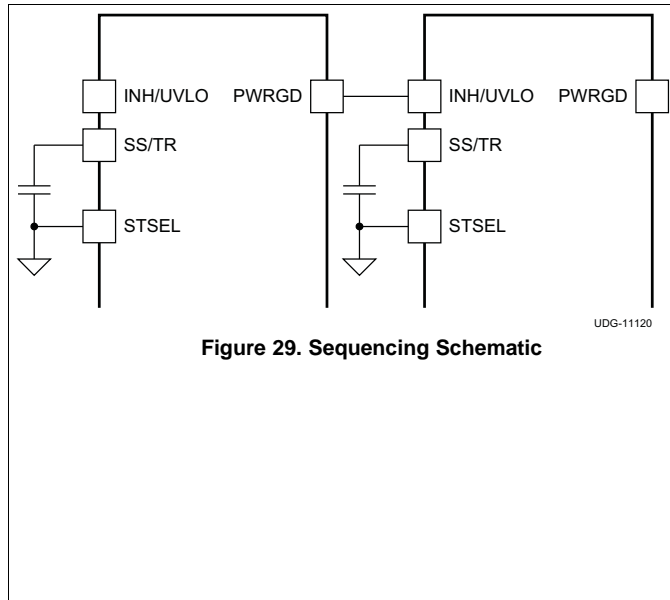 INH/UVLO PWRGD INH/UVLO PWRGD
SS/TR SS/TR
STSEL STSEL
UDG-11120
Figure 29. Sequencing Schematic